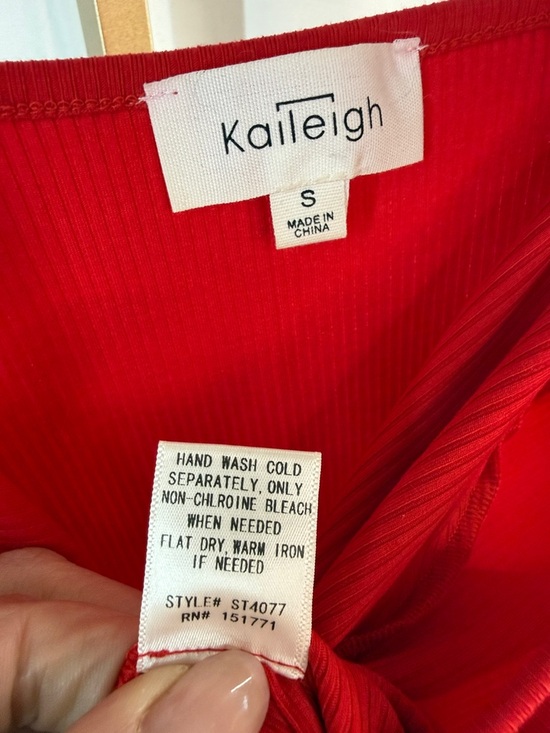 Kaileigh
S
MADE IN
CHINA
HAND WASH COLD
SEPARATELY, ONLY
NON-CHLROINE BLEACH
WHEN NEEDED
FLAT DRY, WARM IRON
IF NEEDED
STYLE# ST4077
RN# 151771